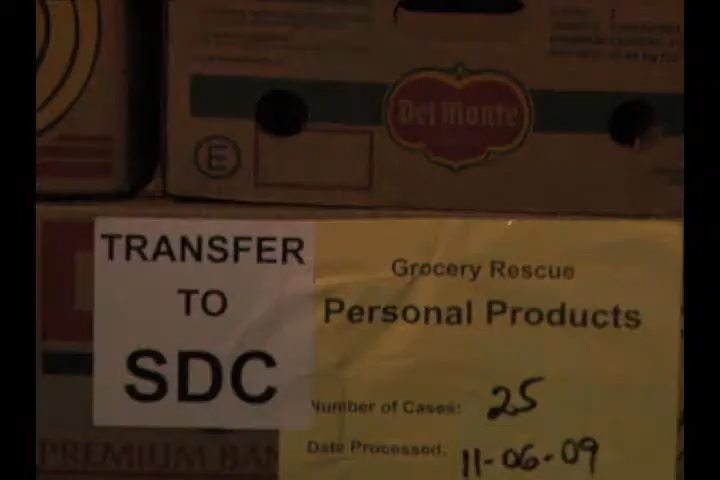 Del Monte
E
TRANSFER
TO
SDC
Grocery Rescue
Personal Products
Number of Cases: 25
Date Processed: 11-06-09
PREMIUM BAN